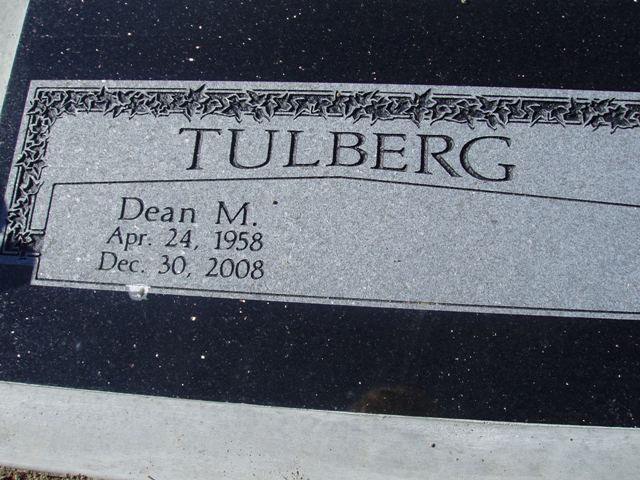 TULBERG
Dean M.
Apr. 24, 1958
Dec. 30, 2008